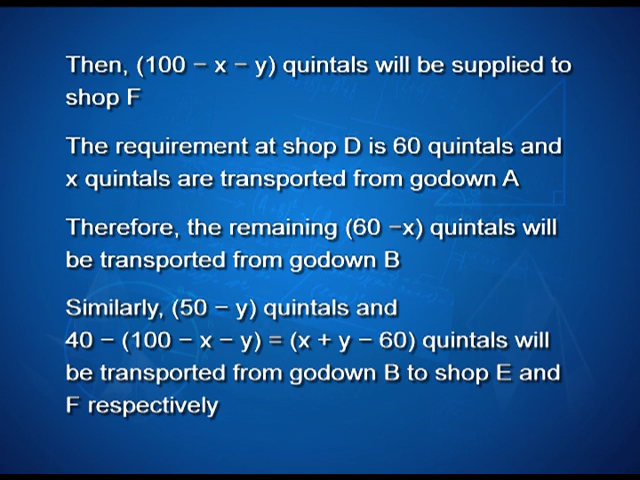 Then, (100 − x − y) quintals will be supplied to
shop F
The requirement at shop D is 60 quintals and
x quintals are transported from godown A
Therefore, the remaining (60 −x) quintals will
be transported from godown B
Similarly, (50 − y) quintals and
40 − (100 − x − y) = (x + y − 60) quintals will
be transported from godown B to shop E and
F respectively